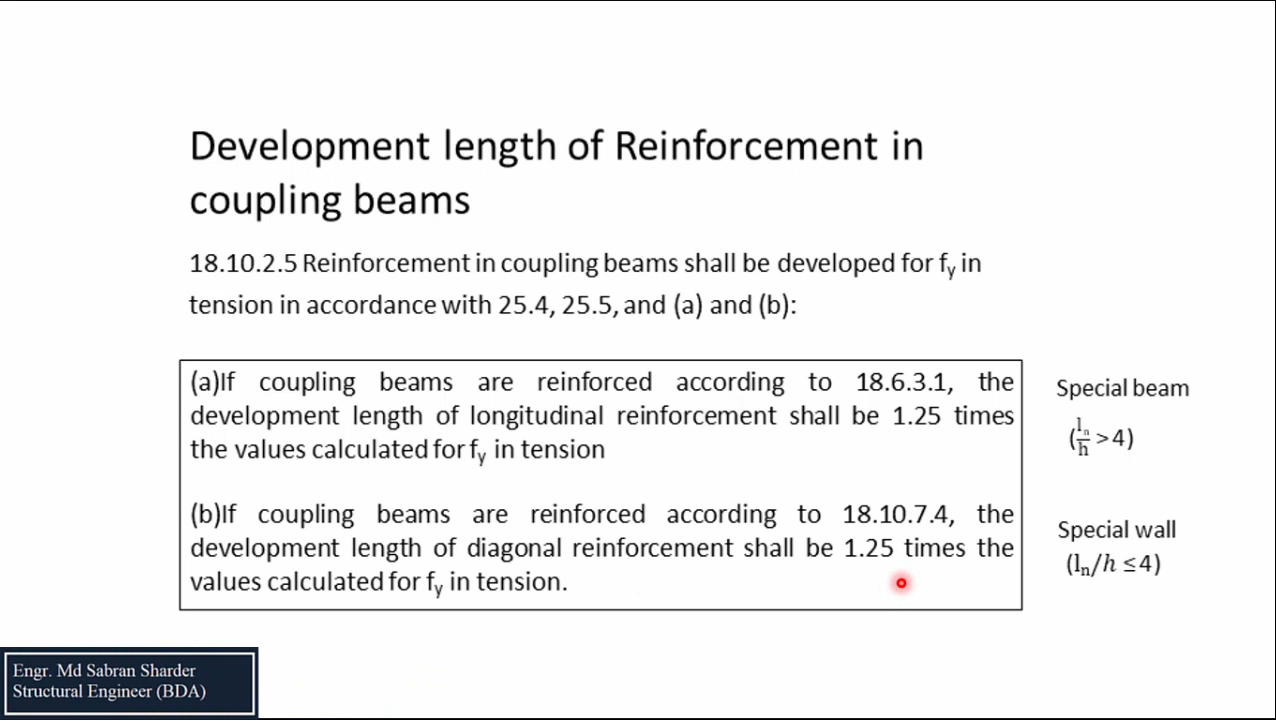 Development length of Reinforcement in
coupling beams
18.10.2.5 Reinforcement in coupling beams shall be developed for fy in
tension in accordance with 25.4, 25.5, and (a) and (b):
(a)If coupling beams are reinforced according to 18.6.3.1, the
development length of longitudinal reinforcement shall be 1.25 times
the values calculated for fy in tension
Special beam
(ln/h >4)
(b)If coupling beams are reinforced according to 18.10.7.4, the
development length of diagonal reinforcement shall be 1.25 times the
values calculated for fy in tension.
Special wall
(ln/h ≤4)
Engr. Md Sabran Sharder
Structural Engineer (BDA)